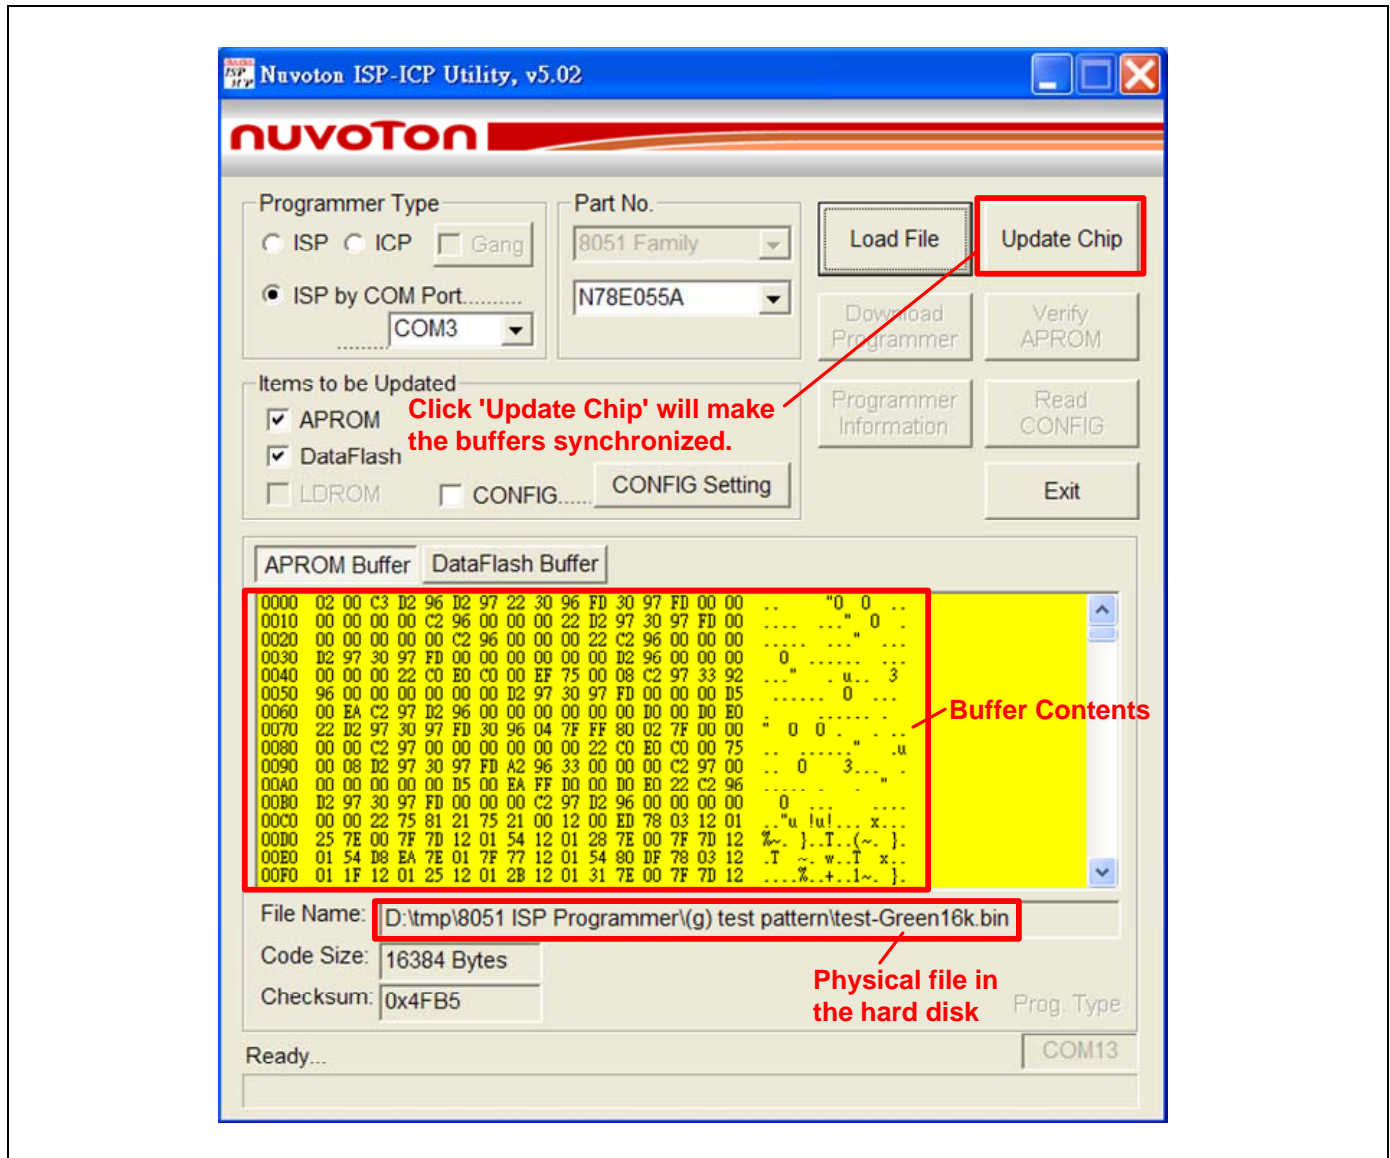 Nuvoton ISP-ICP Utility, v5.02
nuvoTon
Programmer Type
ISP ICP Gang
ISP by COM Port..........
COM3
Part No.
8051 Family
N78E055A
Load File Update Chip
Download Programmer
Verify APROM
Programmer Information
Read CONFIG
Exit
Items to be Updated
APROM
DataFlash
LDROM CONFIG...... CONFIG Setting
Click 'Update Chip' will make
the buffers synchronized.
APROM Buffer DataFlash Buffer
0000 02 00 C3 D2 96 D2 97 22 30 96 FD 30 97 FD 00 00 .. "0 0 ..
0010 00 00 00 00 C2 96 00 00 00 22 D2 97 30 97 FD 00 .... ..." 0 .
0020 00 00 00 00 00 C2 96 00 00 00 22 C2 96 00 00 00 ..... ..." ...
0030 D2 97 30 97 FD 00 00 00 00 00 00 D2 96 00 00 00 0 ...... ...
0040 00 00 00 22 C0 E0 C0 00 EF 75 00 08 C2 97 33 92 ..." . u.. 3
0050 96 00 00 00 00 00 00 D2 97 30 97 FD 00 00 00 D5 ...... 0 ...
0060 00 EA C2 97 D2 96 00 00 00 00 00 00 D0 00 D0 E0 . ...... .
0070 22 D2 97 30 97 FD 30 96 04 7F FF 80 02 7F 00 00 " 0 0 . . ..
0080 00 00 C2 97 00 00 00 00 00 00 22 C0 E0 C0 00 75 .. ......" .u
0090 00 08 D2 97 30 97 FD A2 96 33 00 00 00 C2 97 00 .. 0 3... .
00A0 00 00 00 00 00 D5 00 EA FF D0 00 D0 E0 22 C2 96 ..... . . "
00B0 D2 97 30 97 FD 00 00 00 C2 97 D2 96 00 00 00 00 0 ... ....
00C0 00 00 22 75 81 21 75 21 00 12 00 ED 78 03 12 01 .."u !u!... x...
00D0 25 7E 00 7F 7D 12 01 54 12 01 28 7E 00 7F 7D 12 %~. }..T..(~. }.
00E0 01 54 D8 EA 7E 01 7F 77 12 01 54 80 DF 78 03 12 .T ~. w..T x..
00F0 01 1F 12 01 25 12 01 2B 12 01 31 7E 00 7F 7D 12 ....%..+..1~. }.
Buffer Contents
File Name: D:\tmp\8051 ISP Programmer\(g) test pattern\test-Green16k.bin
Code Size: 16384 Bytes
Checksum: 0x4FB5
Physical file in
the hard disk
Prog. Type
Ready...
COM13